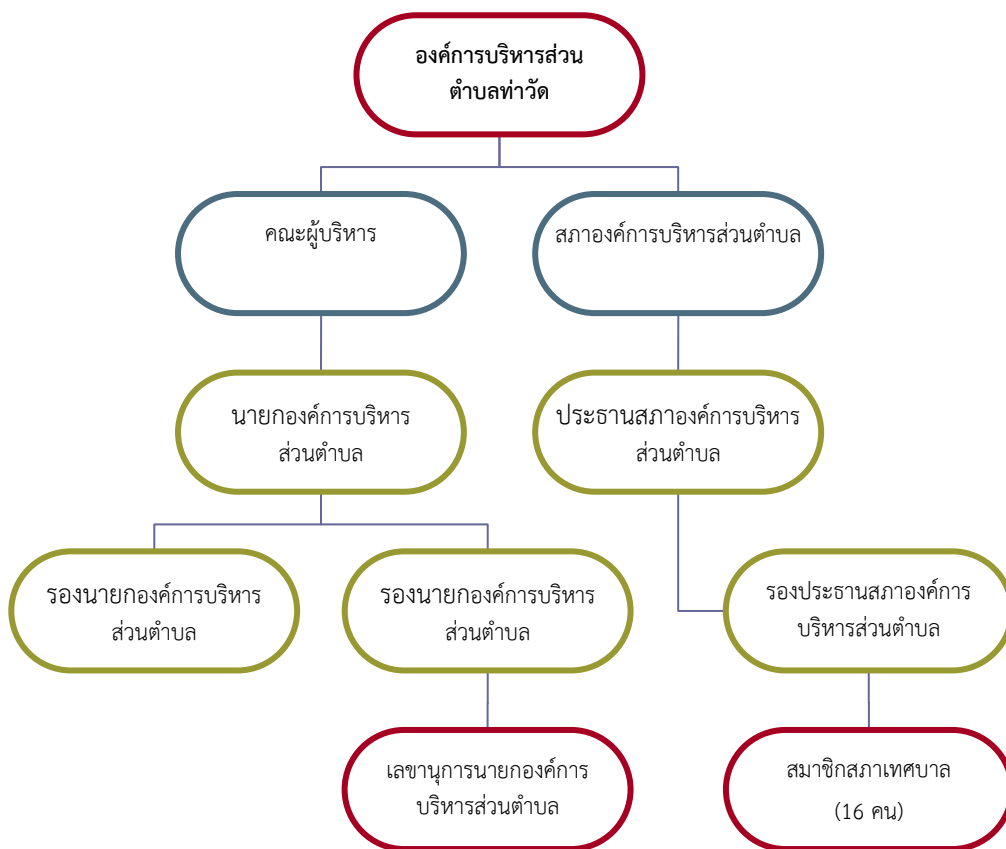 องค์การบริหารส่วน
ตำบลท่าวัด
คณะผู้บริหาร
สภาองค์การบริหารส่วนตำบล
นายกองค์การบริหาร
ส่วนตำบล
ประธานสภาองค์การบริหาร
ส่วนตำบล
รองนายกองค์การบริหาร
ส่วนตำบล
รองนายกองค์การบริหาร
ส่วนตำบล
รองประธานสภาองค์การ
บริหารส่วนตำบล
เลขานุการนายกองค์การ
บริหารส่วนตำบล
สมาชิกสภาเทศบาล
(16 คน)